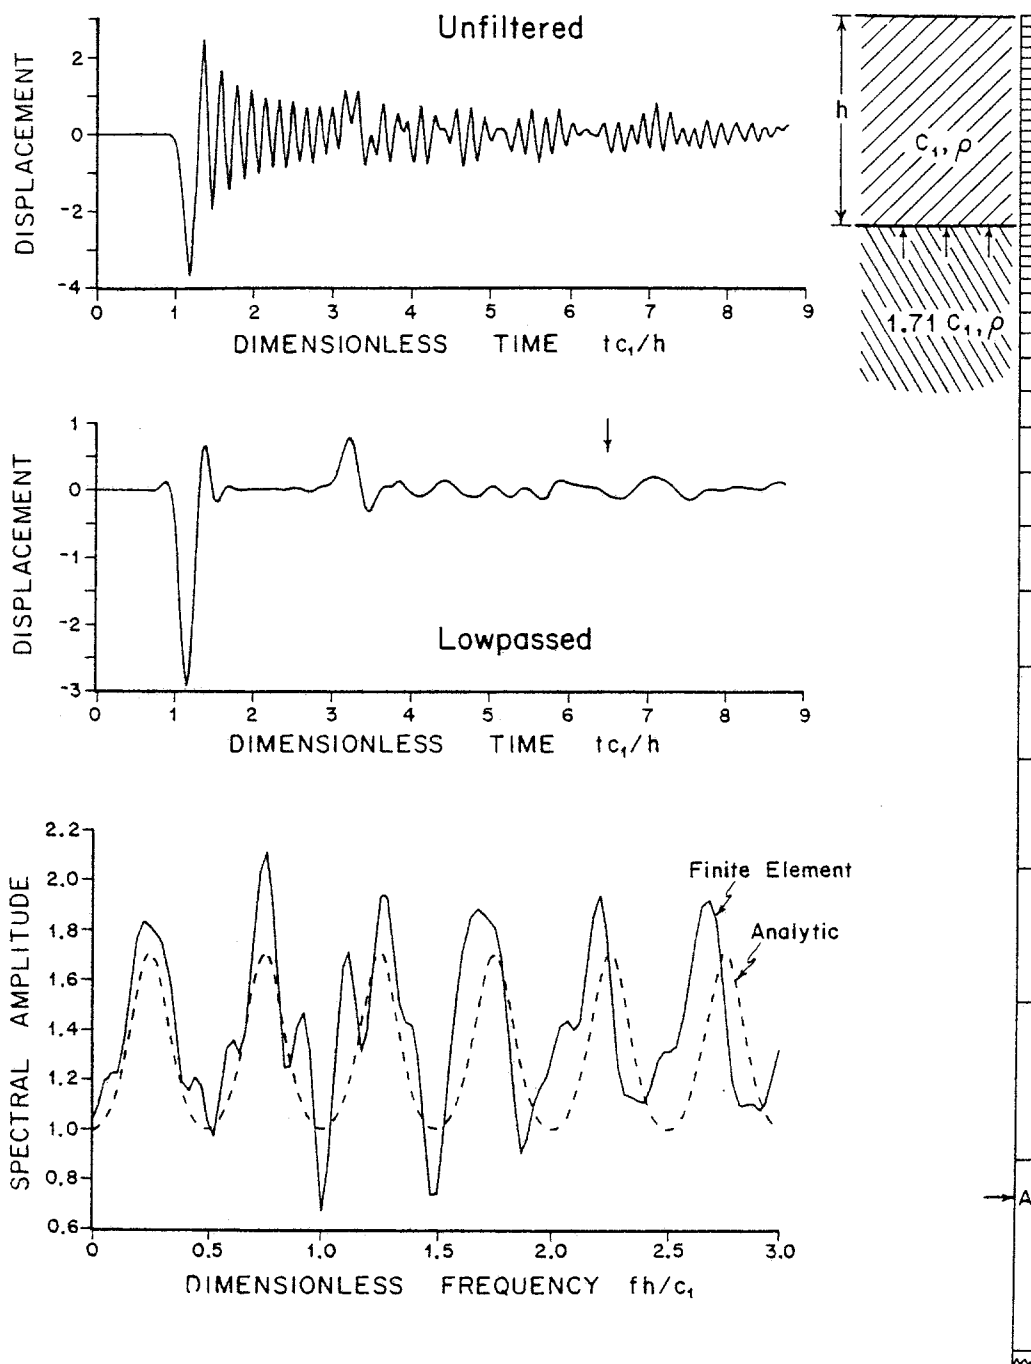 Unfiltered
DISPLACEMENT
2
0
-2
-4
0 1 2 3 4 5 6 7 8 9
DIMENSIONLESS TIME tc₁/h
h
C₁, ρ
1.71 C₁, ρ
DISPLACEMENT
1
0
-1
-2
-3
Lowpassed
0 1 2 3 4 5 6 7 8 9
DIMENSIONLESS TIME tc₁/h
SPECTRAL AMPLITUDE
2.2
2.0
1.8
1.6
1.4
1.2
1.0
0.8
0.6
Finite Element
Analytic
0 0.5 1.0 1.5 2.0 2.5 3.0
DIMENSIONLESS FREQUENCY fh/c₁
A